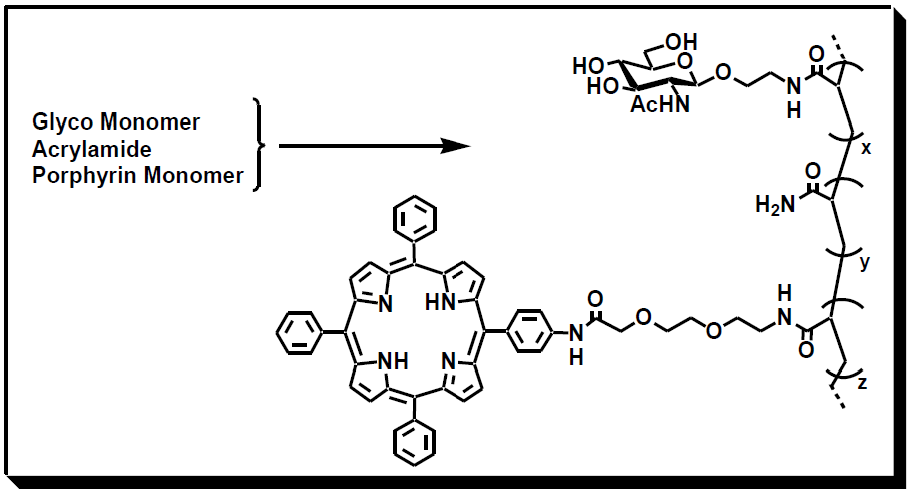 Glyco Monomer
Acrylamide
Porphyrin Monomer
OH
HO
O
HO
AcHN
O
N
H
O
x
O
H₂N
y
N
HN
NH
N
O
N
H
O
O
H
N
O
z